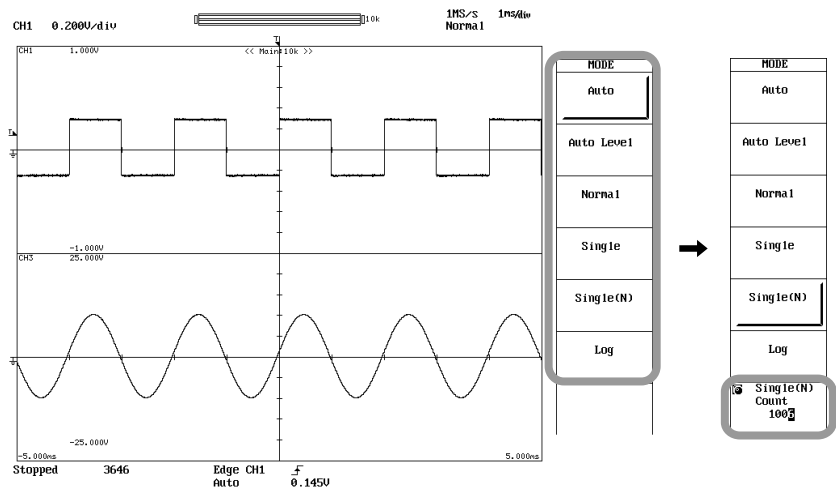 CH1 0.200V/div
10k
1MS/s 1ms/div
Normal
T
CH1 1.000V
<< Main:10k >>
T
-1.000V
CH3 25.000V
-25.000V
-5.000ms
5.000ms
Stopped 3646
Edge CH1
Auto 0.145V
MODE
Auto
Auto Level
Normal
Single
Single(N)
Log
MODE
Auto
Auto Level
Normal
Single
Single(N)
Log
Single(N)
Count
1006